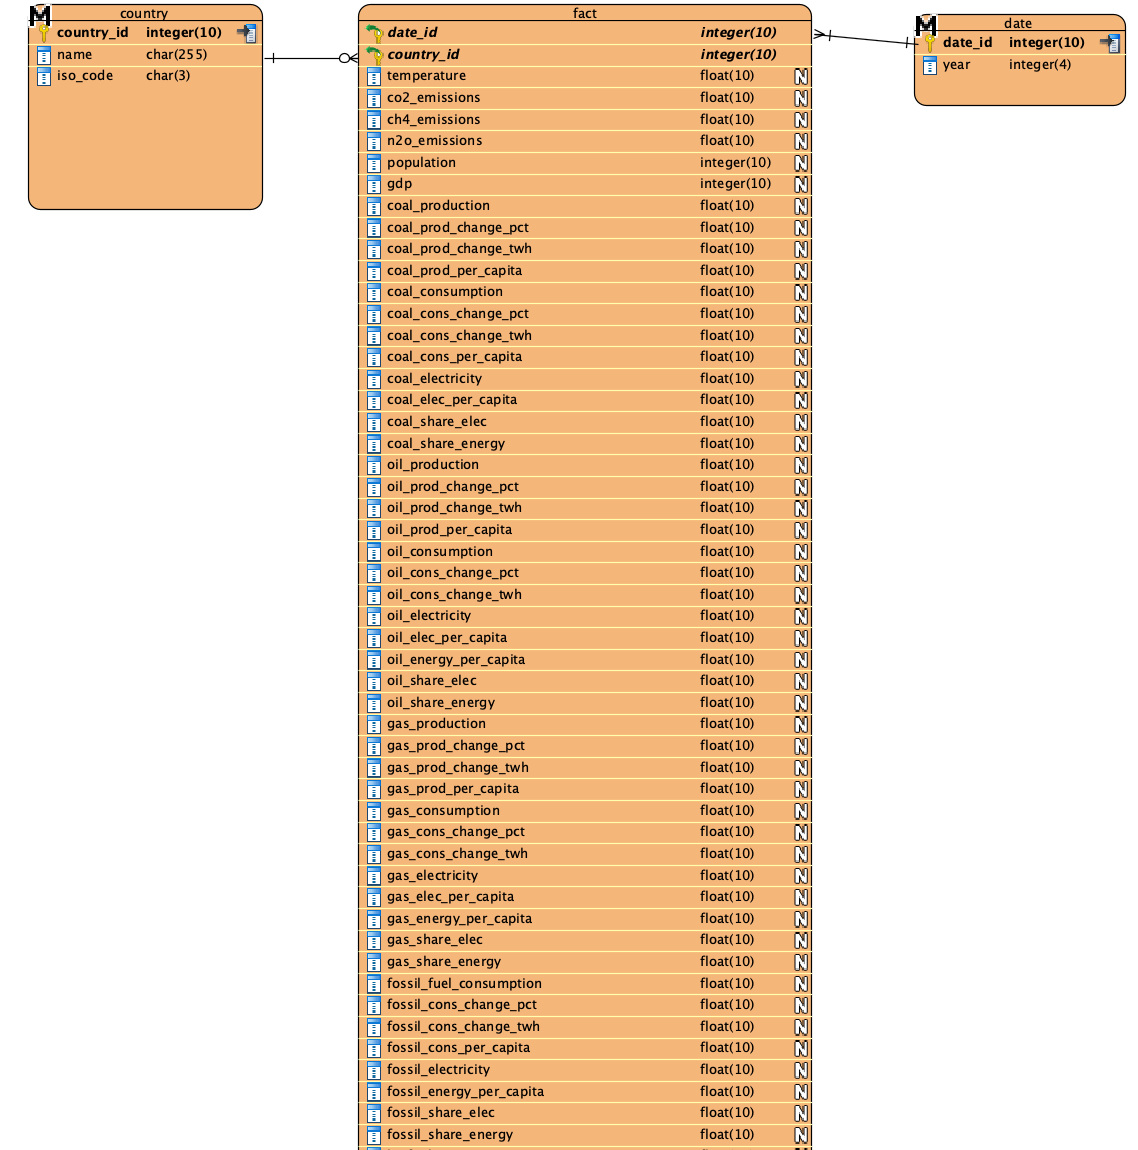 country
M
country_id integer(10)
name char(255)
iso_code char(3)
fact
date_id integer(10)
country_id integer(10)
temperature float(10) N
co2_emissions float(10) N
ch4_emissions float(10) N
n2o_emissions float(10) N
population integer(10) N
gdp integer(10) N
coal_production float(10) N
coal_prod_change_pct float(10) N
coal_prod_change_twh float(10) N
coal_prod_per_capita float(10) N
coal_consumption float(10) N
coal_cons_change_pct float(10) N
coal_cons_change_twh float(10) N
coal_cons_per_capita float(10) N
coal_electricity float(10) N
coal_elec_per_capita float(10) N
coal_share_elec float(10) N
coal_share_energy float(10) N
oil_production float(10) N
oil_prod_change_pct float(10) N
oil_prod_change_twh float(10) N
oil_prod_per_capita float(10) N
oil_consumption float(10) N
oil_cons_change_pct float(10) N
oil_cons_change_twh float(10) N
oil_electricity float(10) N
oil_elec_per_capita float(10) N
oil_energy_per_capita float(10) N
oil_share_elec float(10) N
oil_share_energy float(10) N
gas_production float(10) N
gas_prod_change_pct float(10) N
gas_prod_change_twh float(10) N
gas_prod_per_capita float(10) N
gas_consumption float(10) N
gas_cons_change_pct float(10) N
gas_cons_change_twh float(10) N
gas_electricity float(10) N
gas_elec_per_capita float(10) N
gas_energy_per_capita float(10) N
gas_share_elec float(10) N
gas_share_energy float(10) N
fossil_fuel_consumption float(10) N
fossil_cons_change_pct float(10) N
fossil_cons_change_twh float(10) N
fossil_cons_per_capita float(10) N
fossil_electricity float(10) N
fossil_energy_per_capita float(10) N
fossil_share_elec float(10) N
fossil_share_energy float(10) N
date
M
date_id integer(10)
year integer(4)